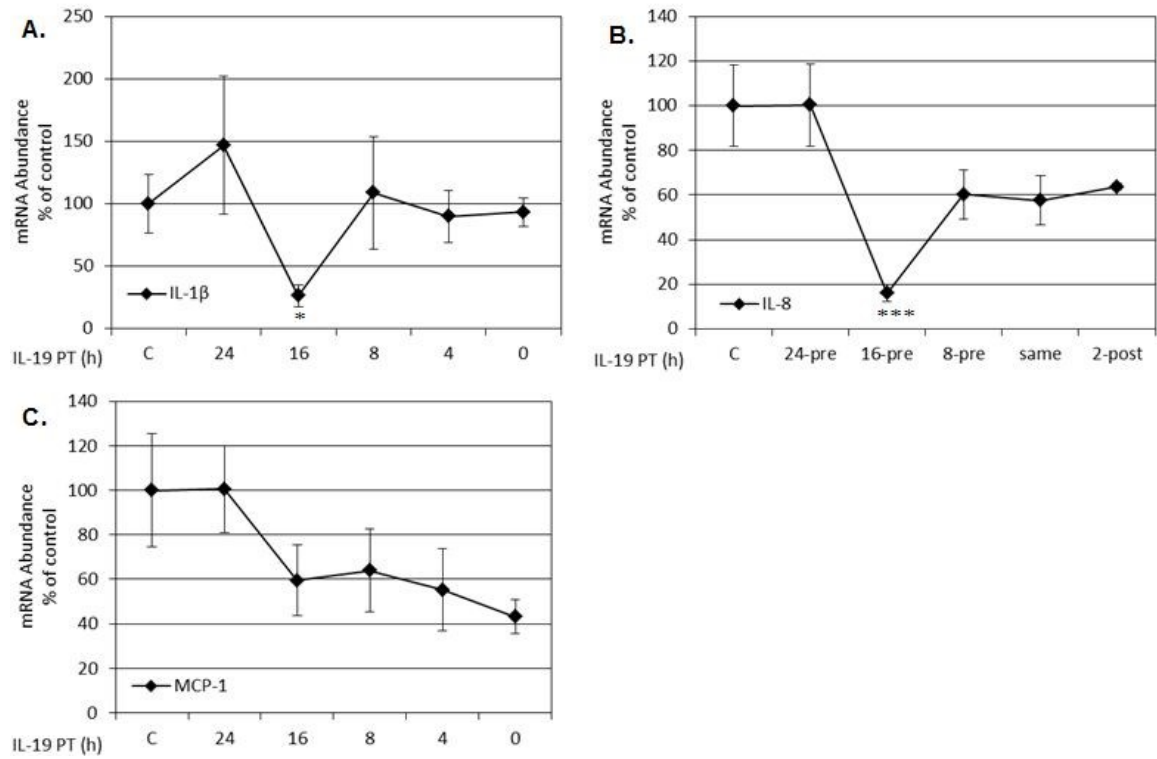 A.
mRNA Abundance
% of control
250
200
150
100
50
0
IL-1β
*
IL-19 PT (h) C 24 16 8 4 0
B.
mRNA Abundance
% of control
140
120
100
80
60
40
20
0
IL-8
***
IL-19 PT (h) C 24-pre 16-pre 8-pre same 2-post
C.
mRNA Abundance
% of control
140
120
100
80
60
40
20
0
MCP-1
IL-19 PT (h) C 24 16 8 4 0